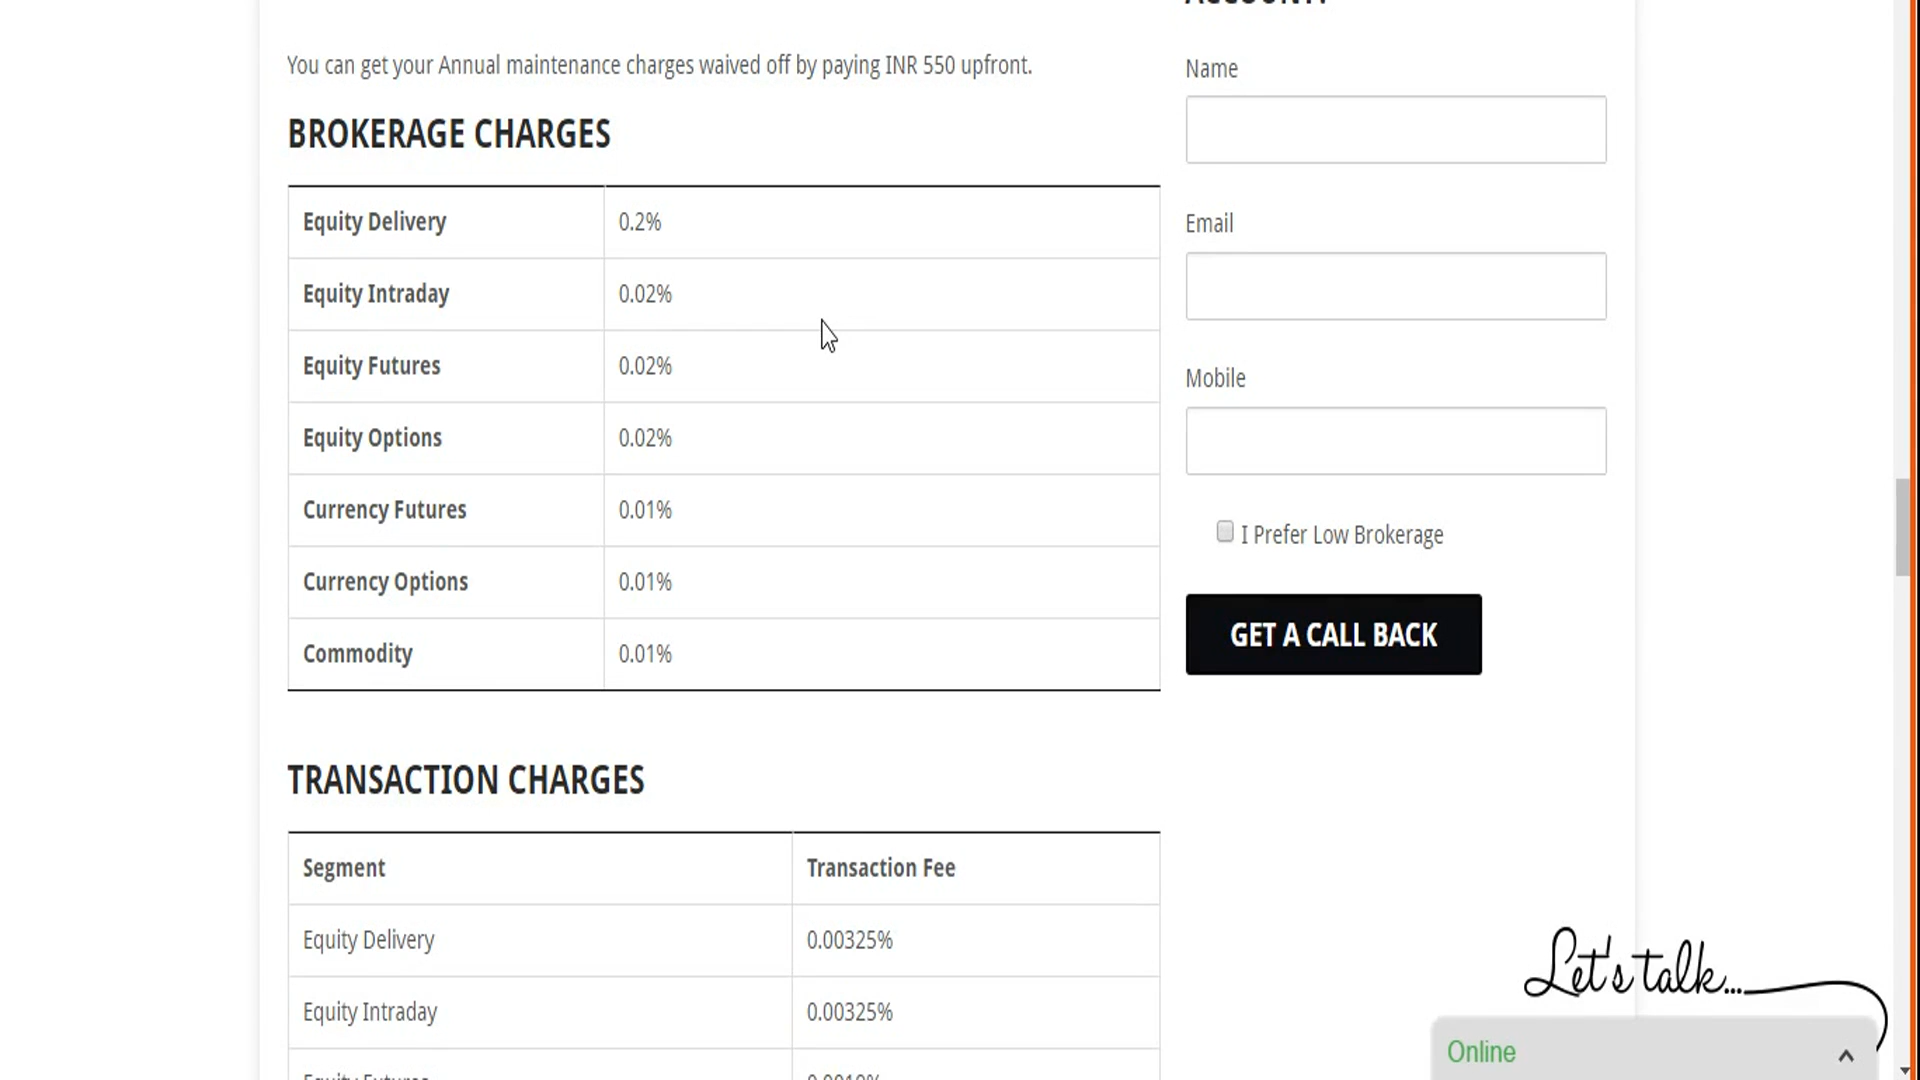 ACCOUNT?
You can get your Annual maintenance charges waived off by paying INR 550 upfront.
BROKERAGE CHARGES
Equity Delivery 0.2%
Equity Intraday 0.02%
Equity Futures 0.02%
Equity Options 0.02%
Currency Futures 0.01%
Currency Options 0.01%
Commodity 0.01%
TRANSACTION CHARGES
Segment Transaction Fee
Equity Delivery 0.00325%
Equity Intraday 0.00325%
Name
Email
Mobile
I Prefer Low Brokerage
GET A CALL BACK
Let's talk...
Online